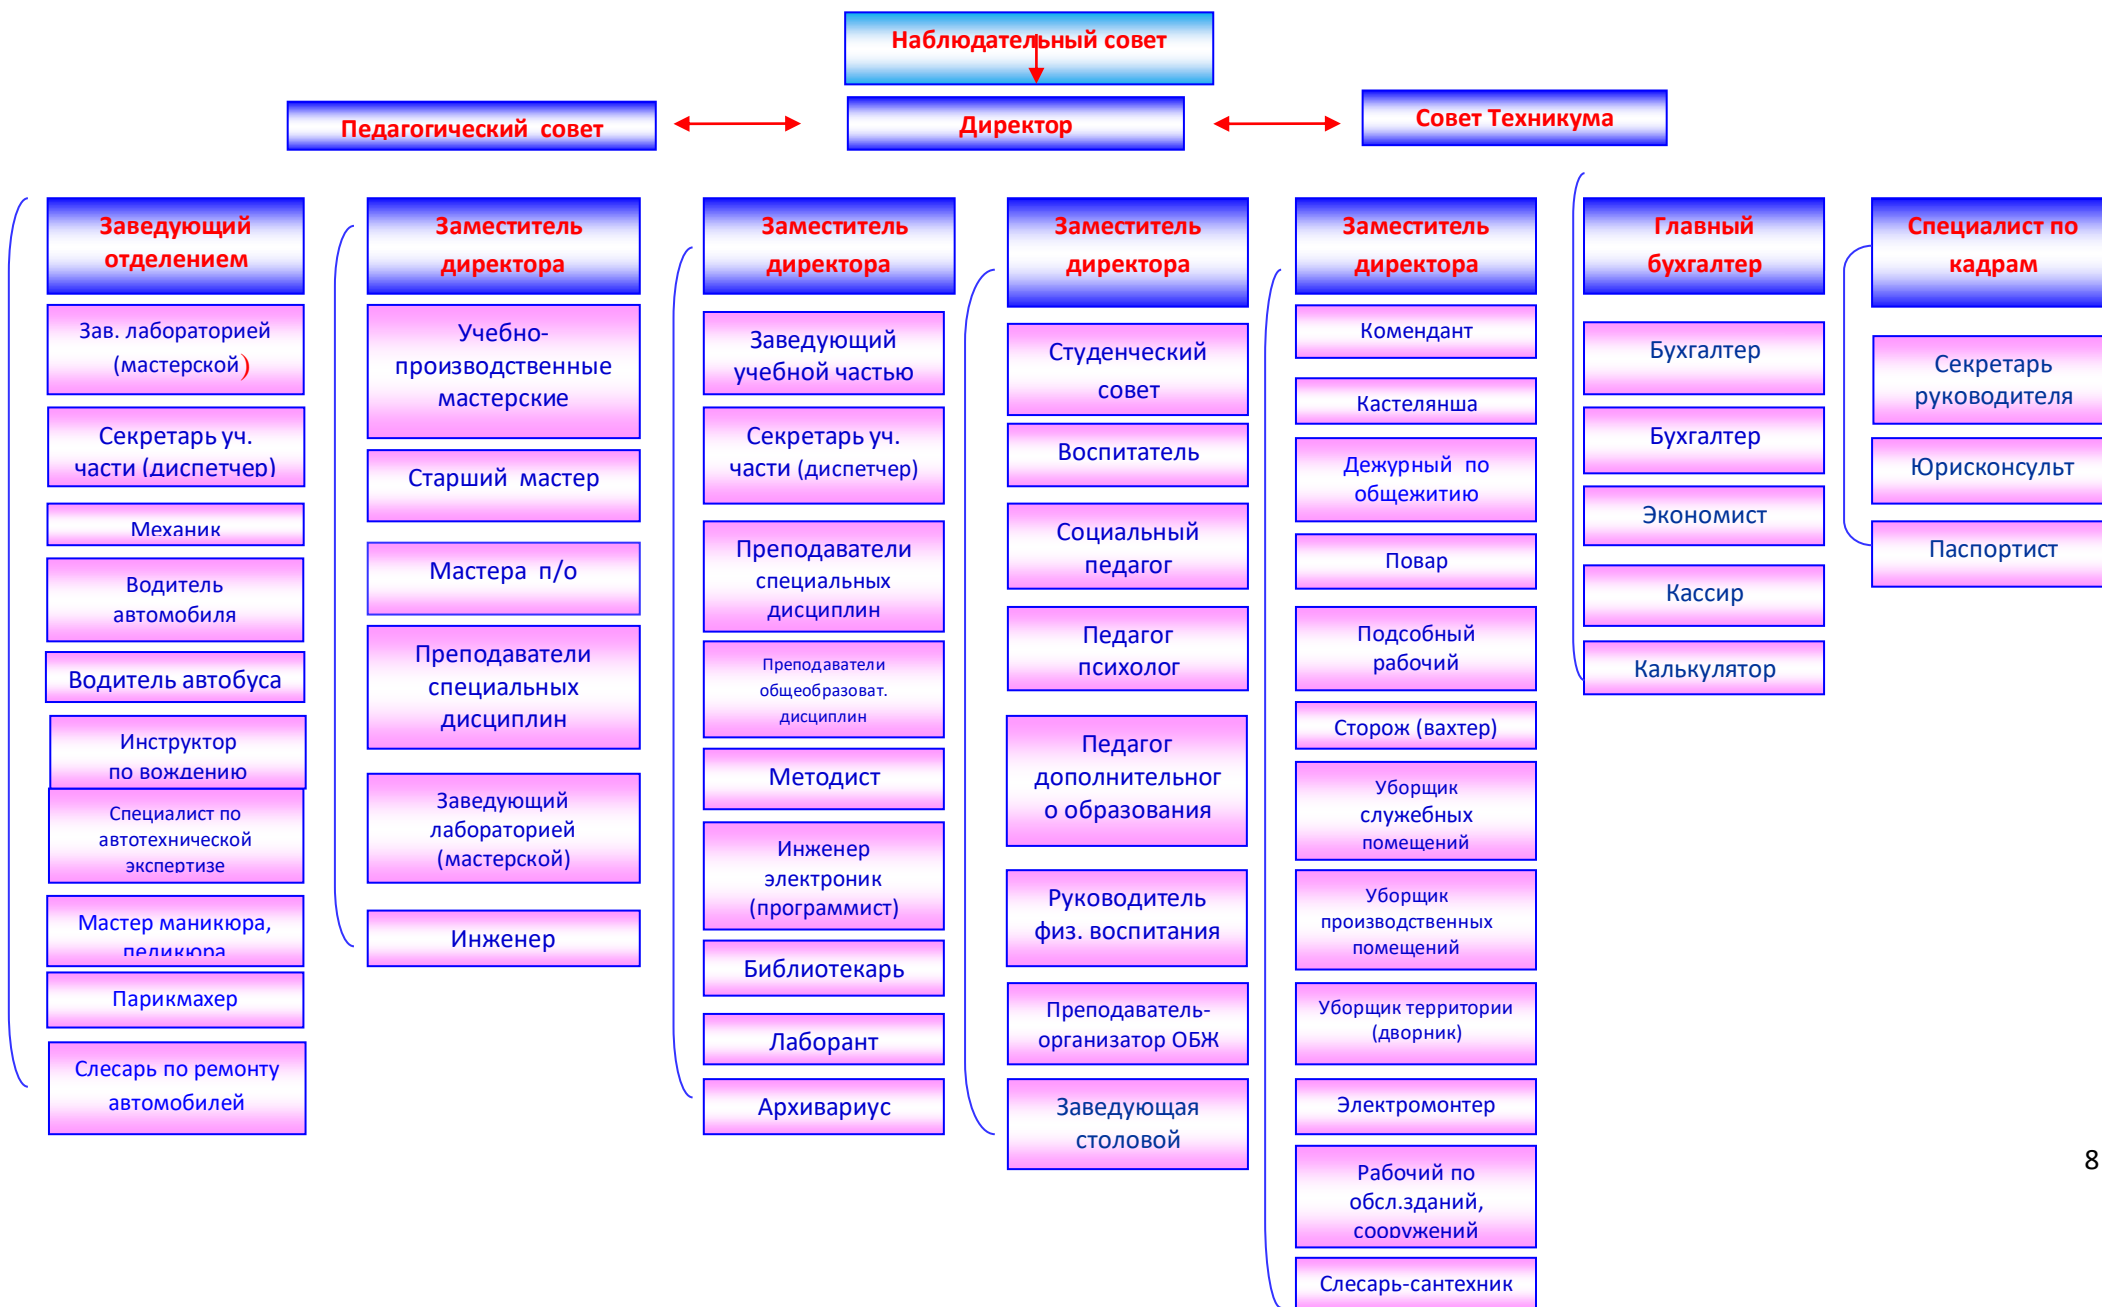 Наблюдательный совет
Педагогический совет
Директор
Совет Техникума
Заведующий
отделением
Зав. лабораторией
(мастерской)
Секретарь уч.
части (диспетчер)
Механик
Водитель
автомобиля
Водитель автобуса
Инструктор
по вождению
Специалист по
автотехнической
экспертизе
Мастер маникюра,
педикюра
Парикмахер
Слесарь по ремонту
автомобилей
Заместитель
директора
Учебно-
производственные
мастерские
Старший мастер
Мастера п/о
Преподаватели
специальных
дисциплин
Заведующий
лабораторией
(мастерской)
Инженер
Заместитель
директора
Заведующий
учебной частью
Секретарь уч.
части (диспетчер)
Преподаватели
специальных
дисциплин
Преподаватели
общеобразоват.
дисциплин
Методист
Инженер
электроник
(программист)
Библиотекарь
Лаборант
Архивариус
Заместитель
директора
Студенческий
совет
Воспитатель
Социальный
педагог
Педагог
психолог
Педагог
дополнительног
о образования
Руководитель
физ. воспитания
Преподаватель-
организатор ОБЖ
Заведующая
столовой
Заместитель
директора
Комендант
Кастелянша
Дежурный по
общежитию
Повар
Подсобный
рабочий
Сторож (вахтер)
Уборщик
служебных
помещений
Уборщик
производственных
помещений
Уборщик территории
(дворник)
Электромонтер
Рабочий по
обсл.зданий,
сооружений
Слесарь-сантехник
Главный
бухгалтер
Бухгалтер
Бухгалтер
Экономист
Кассир
Калькулятор
Специалист по
кадрам
Секретарь
руководителя
Юрисконсульт
Паспортист
8